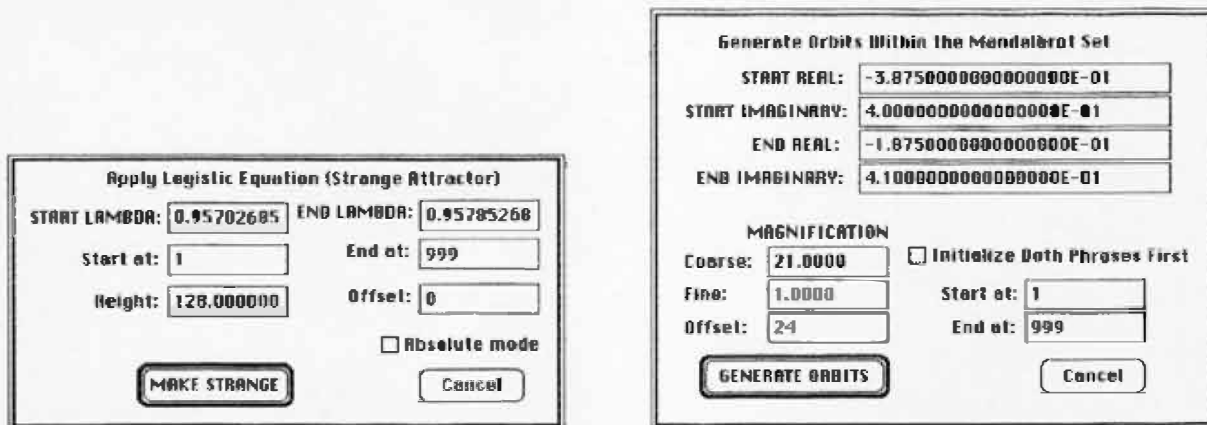 Apply Logistic Equation (Strange Attractor)
START LAMBDA: 0.95702685 END LAMBDA: 0.95785268
Start at: 1 End at: 999
Height: 128.000000 Offset: 0
Absolute mode
MAKE STRANGE Cancel
Generate Orbits Within the Mandelbrot Set
START REAL: -3.8750000000000000E-01
START IMAGINARY: 4.0000000000000000E-01
END REAL: -1.8750000000000000E-01
END IMAGINARY: 4.1000000000000000E-01
MAGNIFICATION
Coarse: 21.0000 Initialize Both Phrases First
Fine: 1.0000 Start at: 1
Offset: 24 End at: 999
GENERATE ORBITS Cancel